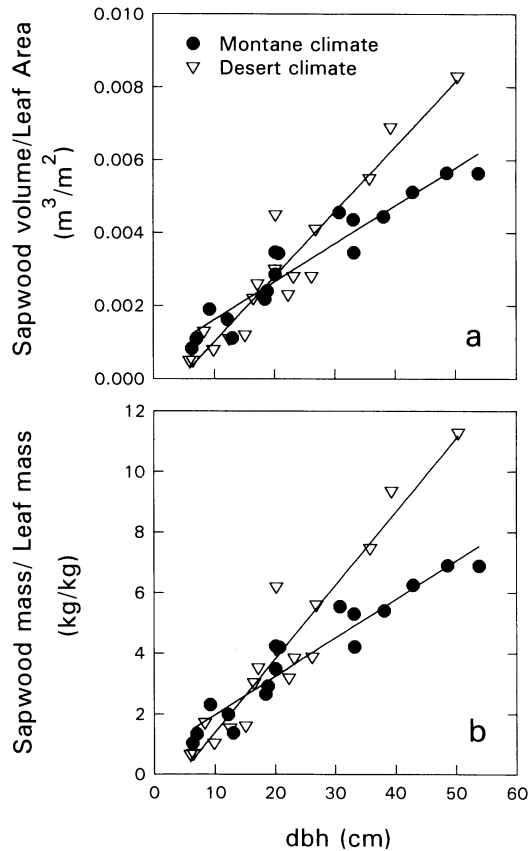 0.010
0.008
0.006
0.004
0.002
0.000
Sapwood volume/Leaf Area
(m³/m²)
Montane climate
Desert climate
a
12
10
8
6
4
2
0
Sapwood mass/ Leaf mass
(kg/kg)
b
0 10 20 30 40 50 60
dbh (cm)